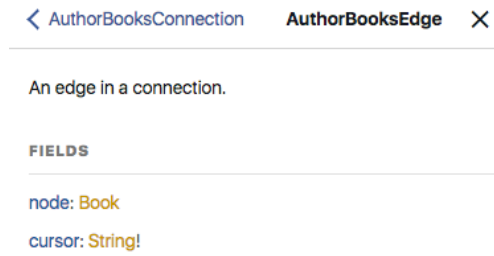 AuthorBooksConnection AuthorBooksEdge
An edge in a connection.
FIELDS
node: Book
cursor: String!